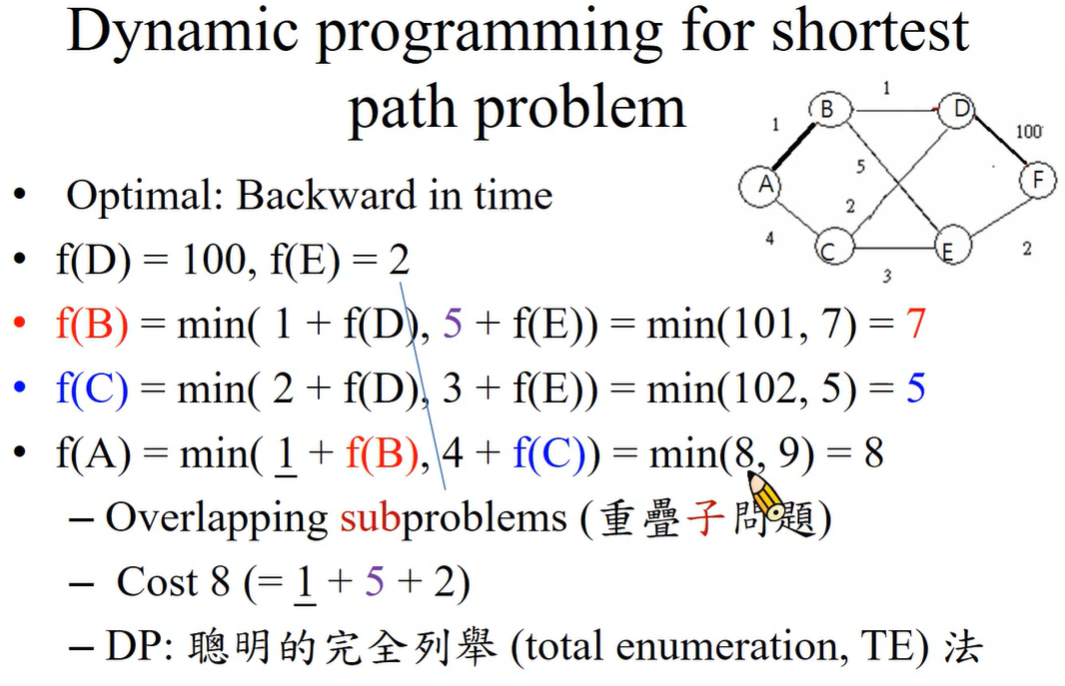 Dynamic programming for shortest
path problem
• Optimal: Backward in time
• f(D) = 100, f(E) = 2
• f(B) = min( 1 + f(D), 5 + f(E)) = min(101, 7) = 7
• f(C) = min( 2 + f(D), 3 + f(E)) = min(102, 5) = 5
• f(A) = min( 1 + f(B), 4 + f(C)) = min(8, 9) = 8
– Overlapping subproblems (重疊子問題)
– Cost 8 (= 1 + 5 + 2)
– DP: 聰明的完全列舉 (total enumeration, TE) 法
1
B
D
1
100
5
A
F
2
4
C
E
2
3